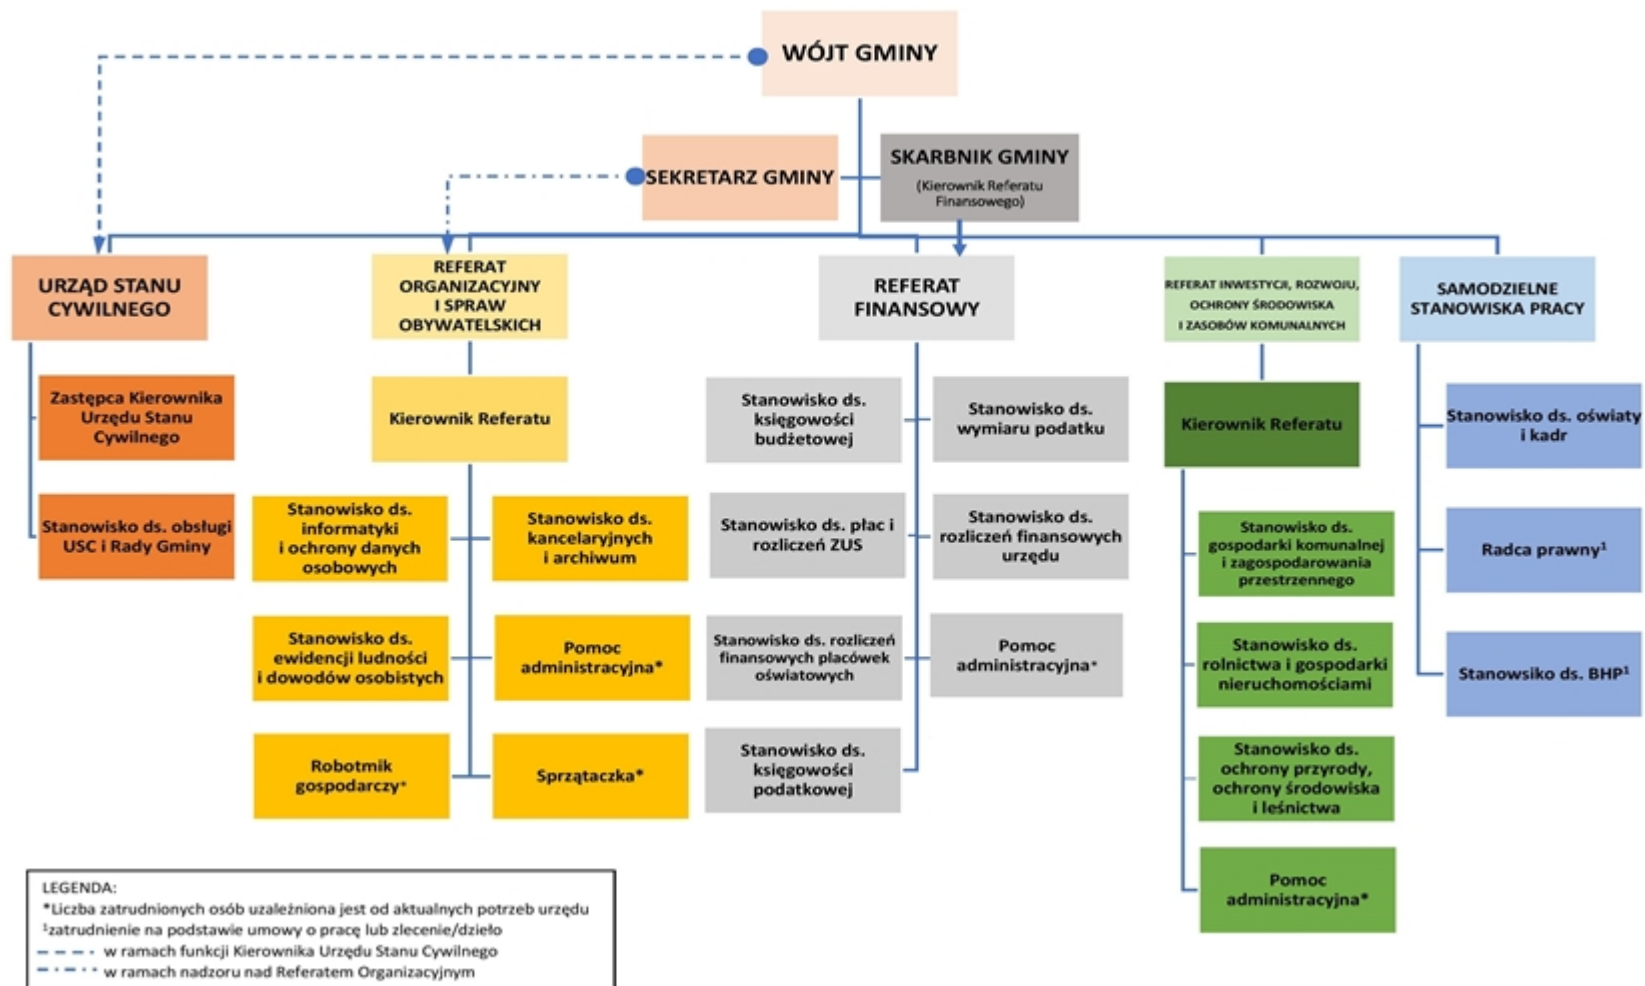 WÓJT GMINY
SEKRETARZ GMINY
SKARBNIK GMINY
(Kierownik Referatu
Finansowego)
URZĄD STANU
CYWILNEGO
Zastępca Kierownika
Urzędu Stanu
Cywilnego
Stanowisko ds. obsługi
USC i Rady Gminy
REFERAT
ORGANIZACYJNY
I SPRAW
OBYWATELSKICH
Kierownik Referatu
Stanowisko ds.
informatyki
i ochrony danych
osobowych
Stanowisko ds.
kancelaryjnych
i archiwum
Stanowisko ds.
ewidencji ludności
i dowodów osobistych
Pomoc
administracyjna*
Robotmik
gospodarczy*
Sprzątaczka*
REFERAT
FINANSOWY
Stanowisko ds.
księgowości
budżetowej
Stanowisko ds.
wymiaru podatku
Stanowisko ds. płac i
rozliczeń ZUS
Stanowisko ds.
rozliczeń finansowych
urzędu
Stanowisko ds. rozliczeń
finansowych placówek
oświatowych
Pomoc
administracyjna*
Stanowisko ds.
księgowości
podatkowej
REFERAT INWESTYCJI, ROZWOJU,
OCHRONY ŚRODOWISKA
I ZASOBÓW KOMUNALNYCH
Kierownik Referatu
Stanowisko ds.
gospodarki komunalnej
i zagospodarowania
przestrzennego
Stanowisko ds.
rolnictwa i gospodarki
nieruchomościami
Stanowisko ds.
ochrony przyrody,
ochrony środowiska
i leśnictwa
Pomoc
administracyjna*
SAMODZIELNE
STANOWISKA PRACY
Stanowisko ds. oświaty
i kadr
Radca prawny¹
Stanowsiko ds. BHP¹
LEGENDA:
*Liczba zatrudnionych osób uzależniona jest od aktualnych potrzeb urzędu
¹zatrudnienie na podstawie umowy o pracę lub zlecenie/dzieło
w ramach funkcji Kierownika Urzędu Stanu Cywilnego
w ramach nadzoru nad Referatem Organizacyjnym